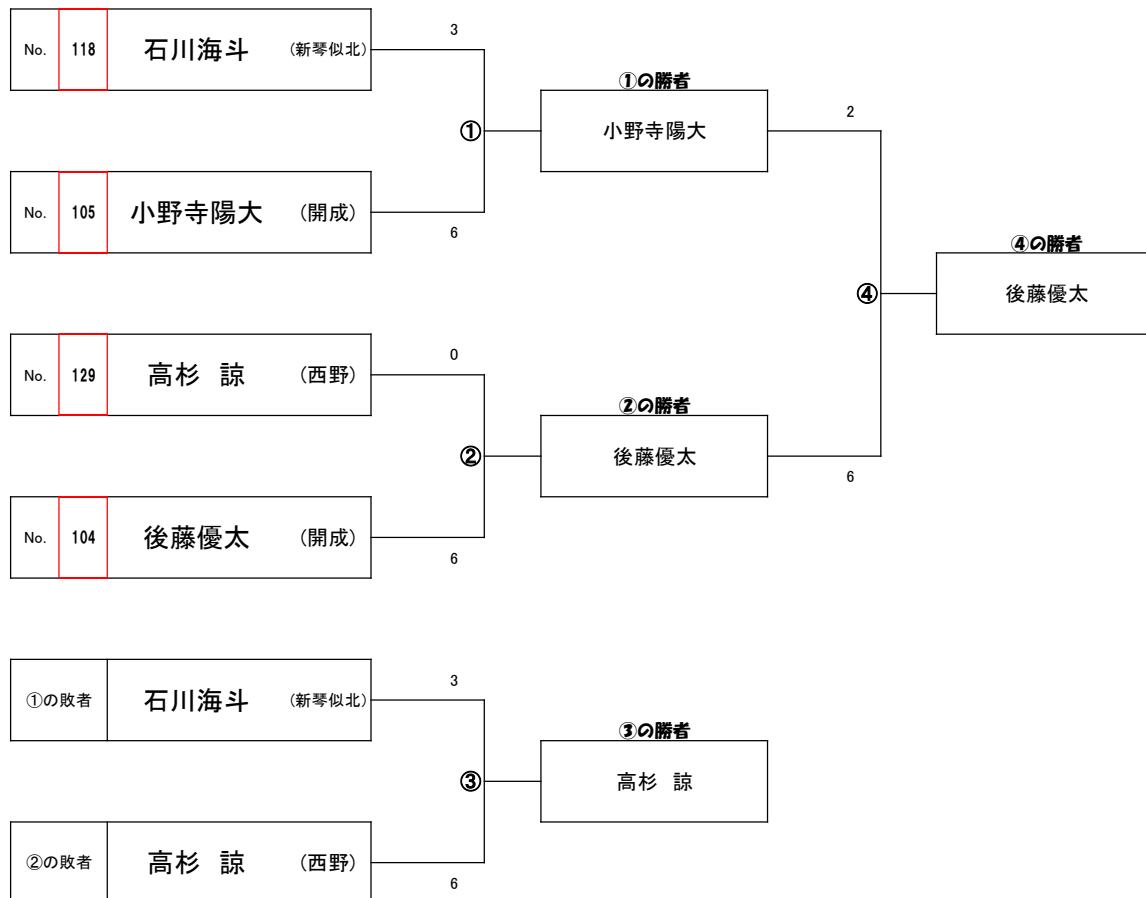 No. 118 石川海斗 (新琴似北) 3
①の勝者
① 小野寺陽大 2
No. 105 小野寺陽大 (開成) 6
④の勝者
④ 後藤優太
No. 129 高杉 諒 (西野) 0
②の勝者
② 後藤優太 6
No. 104 後藤優太 (開成) 6
①の敗者 石川海斗 (新琴似北) 3
③の勝者
③ 高杉 諒
②の敗者 高杉 諒 (西野) 6